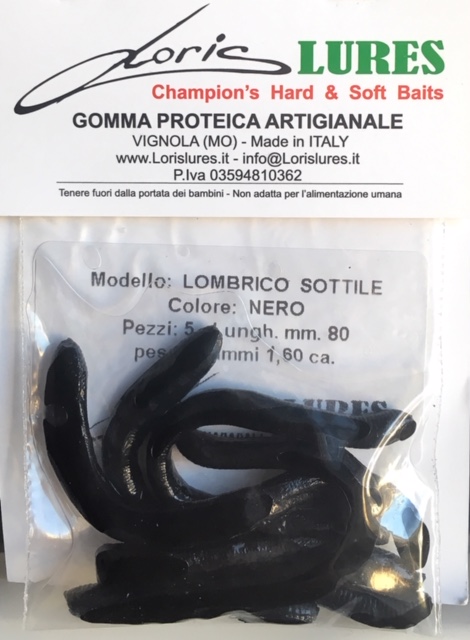 Loris LURES
Champion's Hard & Soft Baits
GOMMA PROTEICA ARTIGIANALE
VIGNOLA (MO) - Made in ITALY
www.Lorislures.it - info@Lorislures.it
P.Iva 03594810362
Tenere fuori dalla portata dei bambini - Non adatta per l'alimentazione umana
Modello: LOMBRICO SOTTILE
Colore: NERO
Pezzi: 5 mm. 80
1,60 ca.
LURES